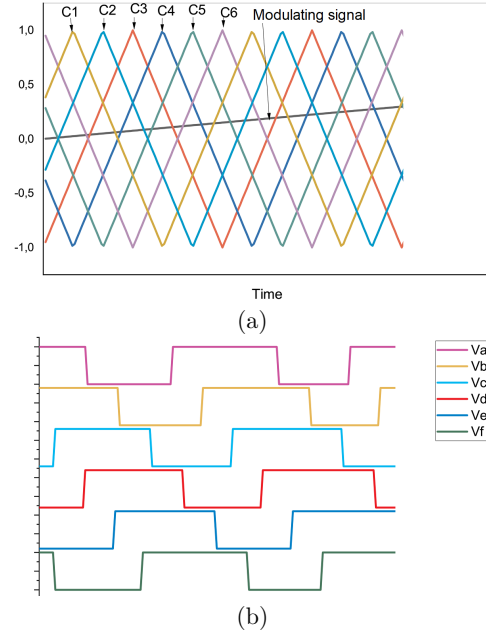 C1 C2 C3 C4 C5 C6 Modulating signal
1,0
0,5
0,0
-0,5
-1,0
Time
(a)
Va
Vb
Vc
Vd
Ve
Vf
(b)